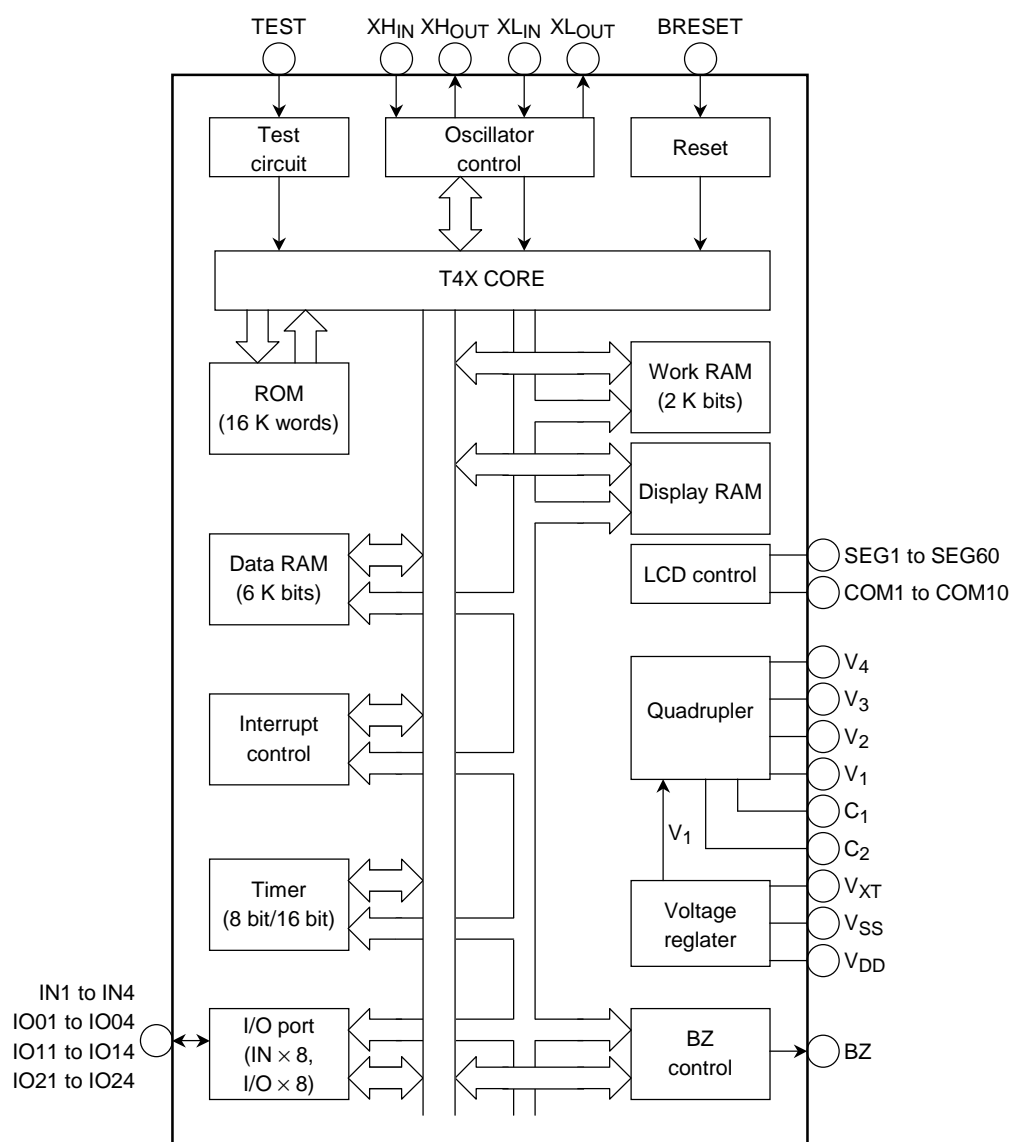 TEST XHIN XHOUT XLIN XLOUT BRESET
Test
circuit
Oscillator
control
Reset
T4X CORE
ROM
(16 K words)
Work RAM
(2 K bits)
Display RAM
Data RAM
(6 K bits)
LCD control
SEG1 to SEG60
COM1 to COM10
Interrupt
control
Quadrupler
V4
V3
V2
V1
C1
C2
V1
Timer
(8 bit/16 bit)
Voltage
reglater
VXT
VSS
VDD
IN1 to IN4
IO01 to IO04
IO11 to IO14
IO21 to IO24
I/O port
(IN × 8,
I/O × 8)
BZ
control
BZ